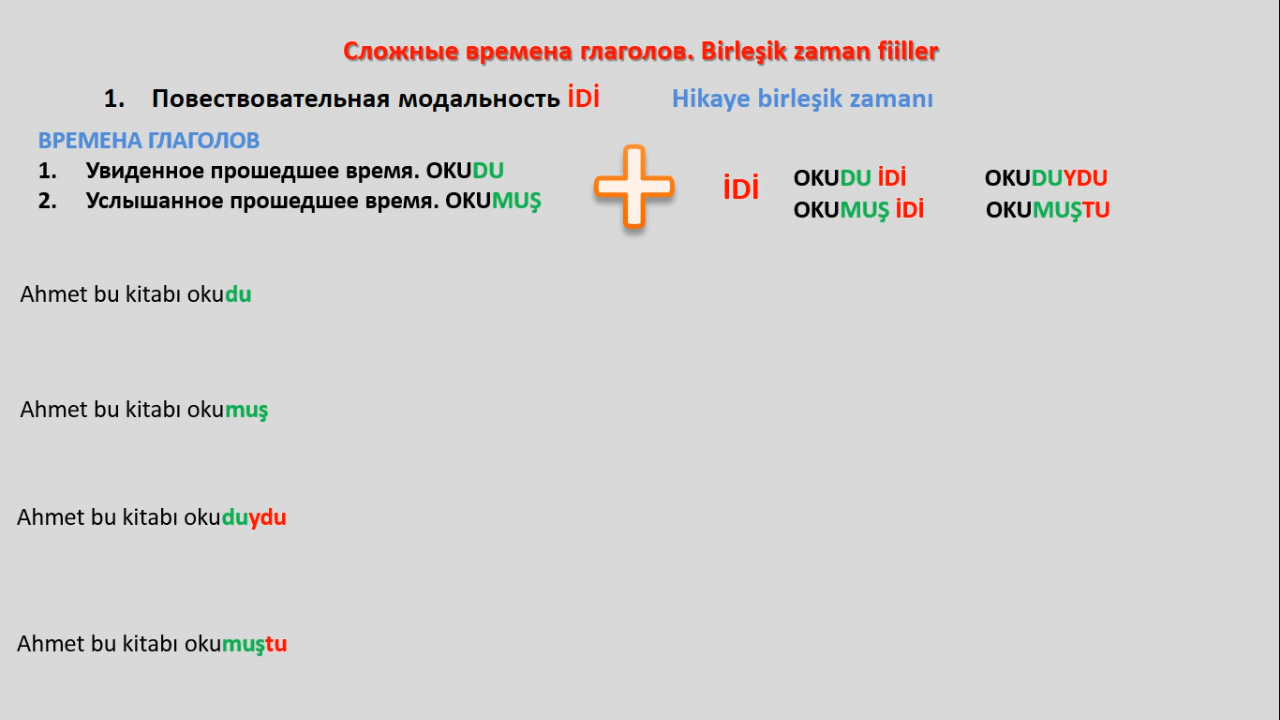 Сложные времена глаголов. Birleşik zaman fiiller
1. Повествовательная модальность İDİ Hikaye birleşik zamanı
ВРЕМЕНА ГЛАГОЛОВ
1. Увиденное прошедшее время. OKUDU
2. Услышанное прошедшее время. OKUMUŞ
İDİ
OKUDU İDİ OKUDUYDU
OKUMUŞ İDİ OKUMUŞTU
Ahmet bu kitabı okudu
Ahmet bu kitabı okumuş
Ahmet bu kitabı okuduydu
Ahmet bu kitabı okumuştu